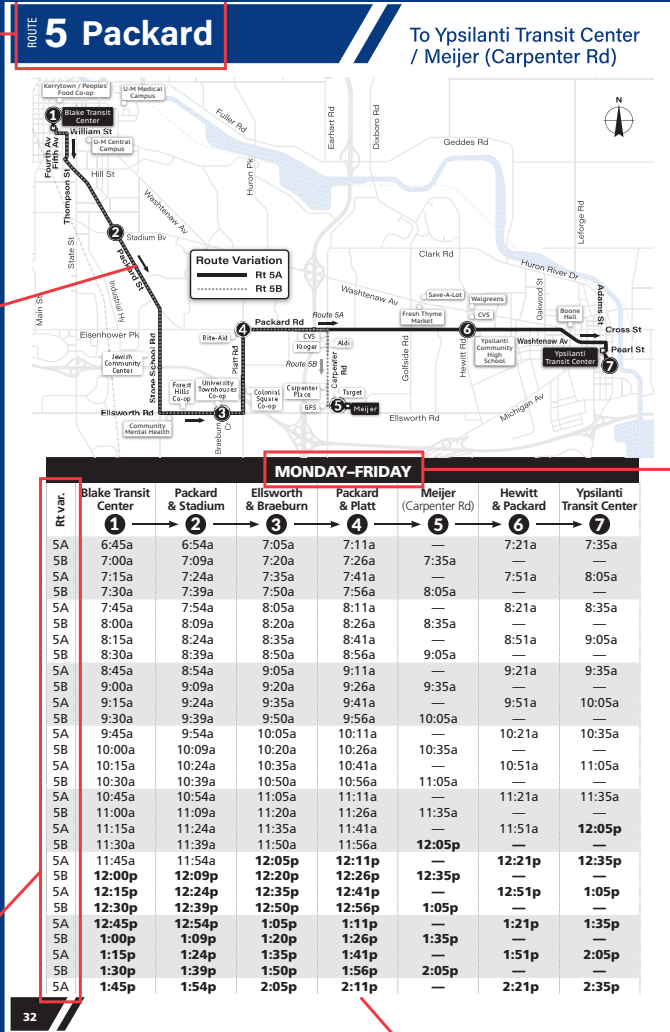 ROUTE 5 Packard
To Ypsilanti Transit Center
/ Meijer (Carpenter Rd)
Kerrytown / Peoples'
Food Co-op
U-M Medical
Campus
1 Blake Transit
Center
William St
U-M Central
Campus
Fourth Av
Fifth Av
Thompson St
Hill St
Fuller Rd
Huron Pk
Earhart Rd
Dixboro Rd
Geddes Rd
N
Washtenaw Av
2
Stadium Bv
State St
Packard St
Industrial Hy
Main St
Route Variation
Rt 5A
Rt 5B
Clark Rd
Leforge Rd
Huron River Dr
Oakwood St
Adams St
Washtenaw Av
Save-A-Lot
Walgreens
Fresh Thyme
Market
CVS
Boone
Hall
Cross St
Eisenhower Pk
Stone School Rd
Rite-Aid
4 Packard Rd
Route 5A
CVS
Kroger
Aldi
6
Washtenaw Av
Pearl St
Platt Rd
Route 5B
Carpenter
Rd
Golfside Rd
Hewitt Rd
Ypsilanti
Community
High
School
Ypsilanti
Transit Center
7
Jewish
Community
Center
Forest
Hills
Co-op
University
Townhouses
Co-op
Colonial
Square
Co-op
Carpenter
Place
GFS
Target
5 Meijer
Michigan Av
Ellsworth Rd
3
Ellsworth Rd
Community
Mental Health
Braeburn
Cr
MONDAY–FRIDAY
Rt var. Blake Transit Center Packard & Stadium Ellsworth & Braeburn Packard & Platt Meijer (Carpenter Rd) Hewitt & Packard Ypsilanti Transit Center
1 2 3 4 5 6 7
5A 6:45a 6:54a 7:05a 7:11a — 7:21a 7:35a
5B 7:00a 7:09a 7:20a 7:26a 7:35a — —
5A 7:15a 7:24a 7:35a 7:41a — 7:51a 8:05a
5B 7:30a 7:39a 7:50a 7:56a 8:05a — —
5A 7:45a 7:54a 8:05a 8:11a — 8:21a 8:35a
5B 8:00a 8:09a 8:20a 8:26a 8:35a — —
5A 8:15a 8:24a 8:35a 8:41a — 8:51a 9:05a
5B 8:30a 8:39a 8:50a 8:56a 9:05a — —
5A 8:45a 8:54a 9:05a 9:11a — 9:21a 9:35a
5B 9:00a 9:09a 9:20a 9:26a 9:35a — —
5A 9:15a 9:24a 9:35a 9:41a — 9:51a 10:05a
5B 9:30a 9:39a 9:50a 9:56a 10:05a — —
5A 9:45a 9:54a 10:05a 10:11a — 10:21a 10:35a
5B 10:00a 10:09a 10:20a 10:26a 10:35a — —
5A 10:15a 10:24a 10:35a 10:41a — 10:51a 11:05a
5B 10:30a 10:39a 10:50a 10:56a 11:05a — —
5A 10:45a 10:54a 11:05a 11:11a — 11:21a 11:35a
5B 11:00a 11:09a 11:20a 11:26a 11:35a — —
5A 11:15a 11:24a 11:35a 11:41a — 11:51a 12:05p
5B 11:30a 11:39a 11:50a 11:56a 12:05p — —
5A 11:45a 11:54a 12:05p 12:11p — 12:21p 12:35p
5B 12:00p 12:09p 12:20p 12:26p 12:35p — —
5A 12:15p 12:24p 12:35p 12:41p — 12:51p 1:05p
5B 12:30p 12:39p 12:50p 12:56p 1:05p — —
5A 12:45p 12:54p 1:05p 1:11p — 1:21p 1:35p
5B 1:00p 1:09p 1:20p 1:26p 1:35p — —
5A 1:15p 1:24p 1:35p 1:41p — 1:51p 2:05p
5B 1:30p 1:39p 1:50p 1:56p 2:05p — —
5A 1:45p 1:54p 2:05p 2:11p — 2:21p 2:35p
32